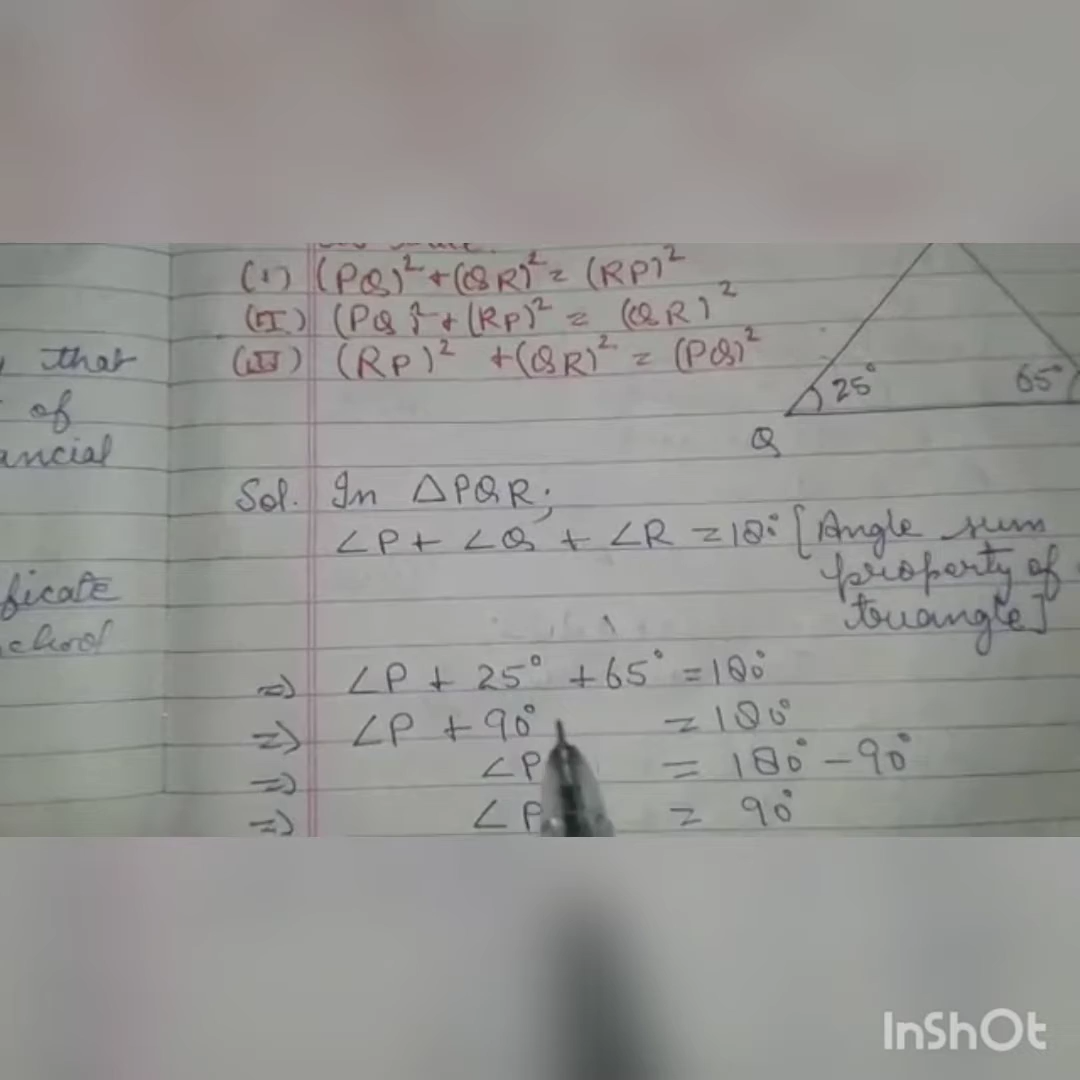 (I) (PQ)² + (QR)² = (RP)²
(II) (PQ)² + (RP)² = (QR)²
(III) (RP)² + (QR)² = (PQ)²
that
of
ancial
25° 65°
Q
Sol. In △PQR,
∠P + ∠Q + ∠R = 180° [Angle sum
property of
triangle]
ficate
chool
⇒ ∠P + 25° + 65° = 180°
⇒ ∠P + 90° = 180°
⇒ ∠P = 180° - 90°
⇒ ∠P = 90°
InShOt